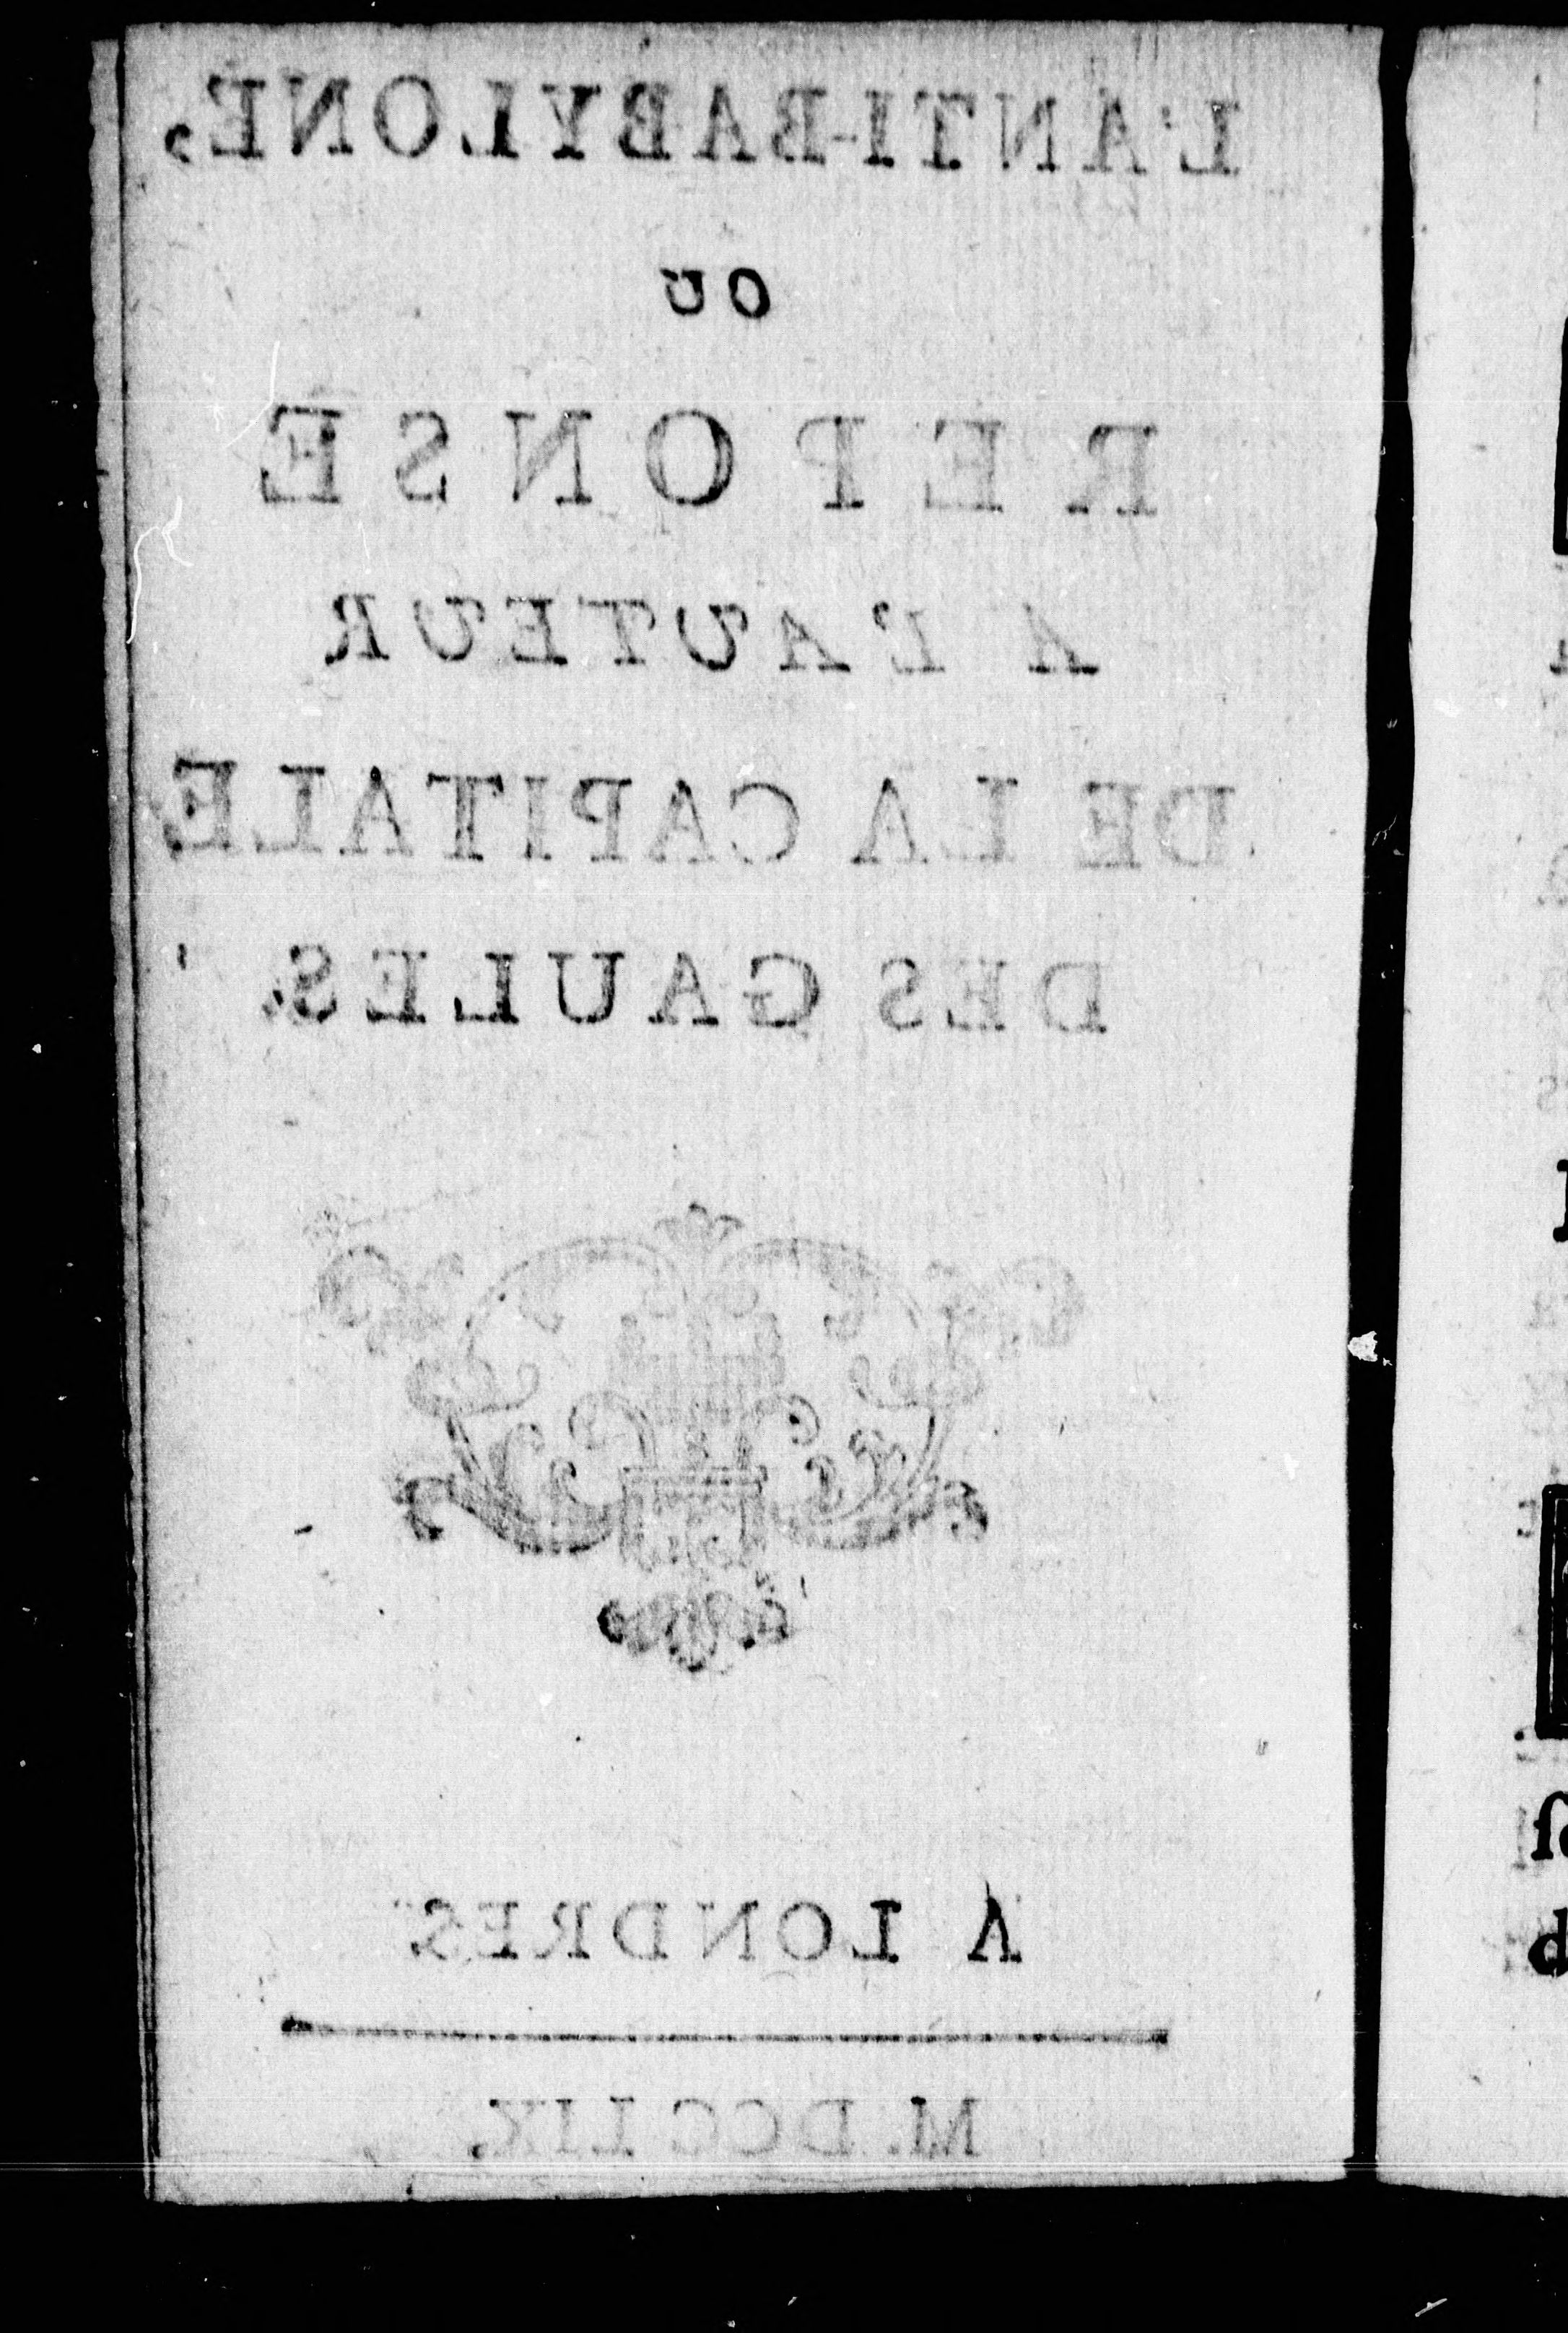 L'ANTI-BABYLONE,
OU
REPONSE
A L'AUTEUR
DE LA CAPITALE
DES GAULES.
A LONDRES
M. DCC LIX.